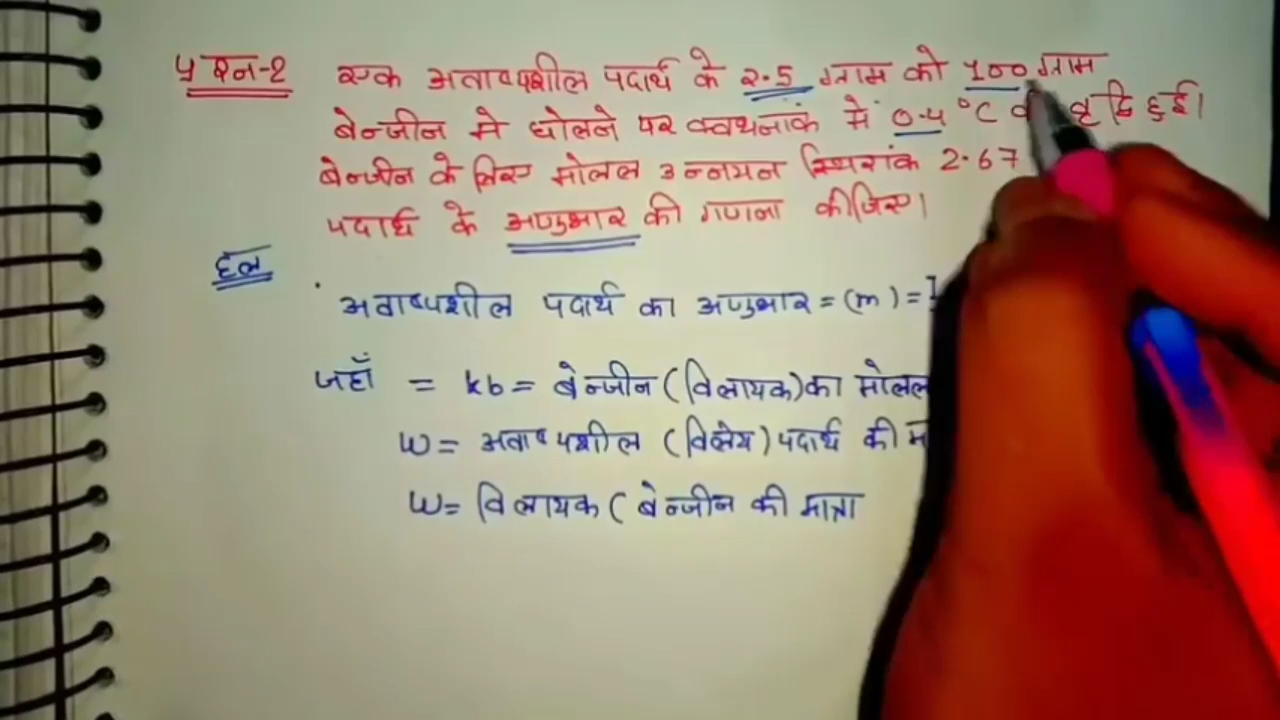 प्रश्न-2 एक अवाष्पशील पदार्थ के 2.5 ग्राम को 100 ग्राम
बेन्जीन में घोलने पर क्वथनांक में 0.4 °C वृद्धि हुई।
बेन्जीन के लिए मोलल उन्नयन स्थिरांक 2.67
पदार्थ के अणुभार की गणना कीजिए।
हल
अवाष्पशील पदार्थ का अणुभार = (m) =
जहाँ = kb = बेन्जीन (विलायक) का मोलल
w = अवाष्पशील (विलेय) पदार्थ की
W = विलायक ( बेन्जीन की मात्रा